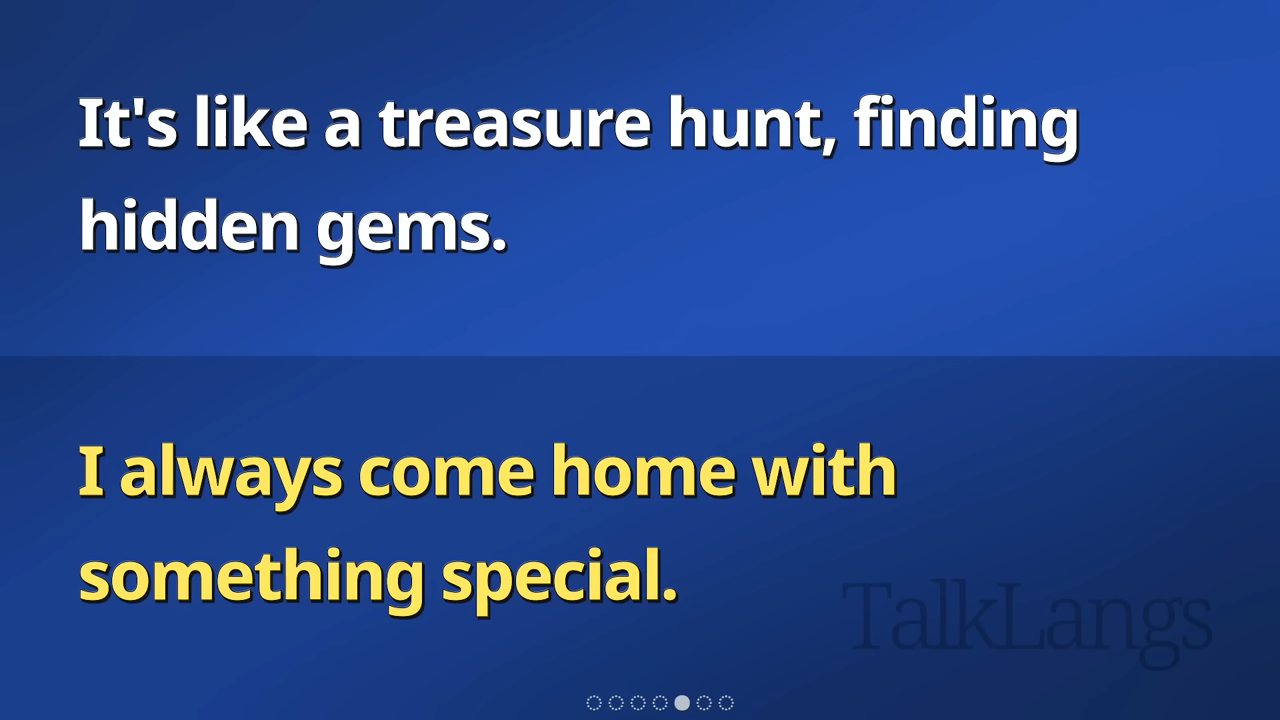 It's like a treasure hunt, finding
hidden gems.
I always come home with
something special.
TalkLangs